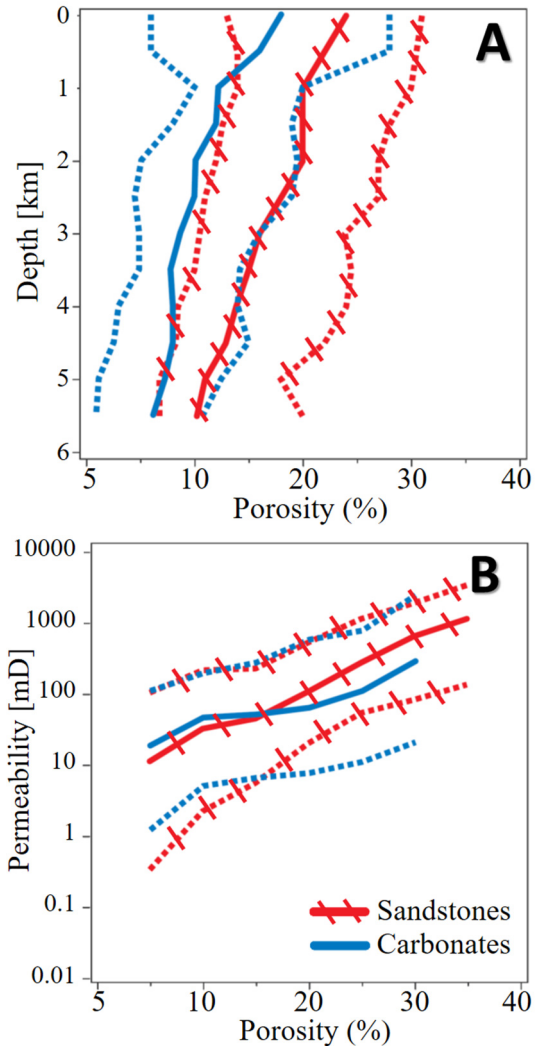 A
0
1
2
3
4
5
6
Depth [km]
5 10 20 30 40
Porosity (%)
B
10000
1000
100
10
1
0.1
0.01
Permeability [mD]
Sandstones
Carbonates
5 10 20 30 40
Porosity (%)